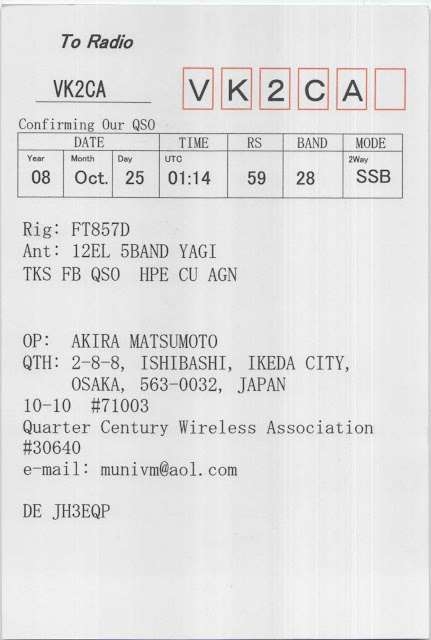 To Radio
VK2CA
V K 2 C A
Confirming Our QSO
DATE TIME RS BAND MODE
Year Month Day UTC 2Way
08 Oct. 25 01:14 59 28 SSB
Rig: FT857D
Ant: 12EL 5BAND YAGI
TKS FB QSO HPE CU AGN
OP: AKIRA MATSUMOTO
QTH: 2-8-8, ISHIBASHI, IKEDA CITY,
OSAKA, 563-0032, JAPAN
10-10 #71003
Quarter Century Wireless Association
#30640
e-mail: munivm@aol.com
DE JH3EQP